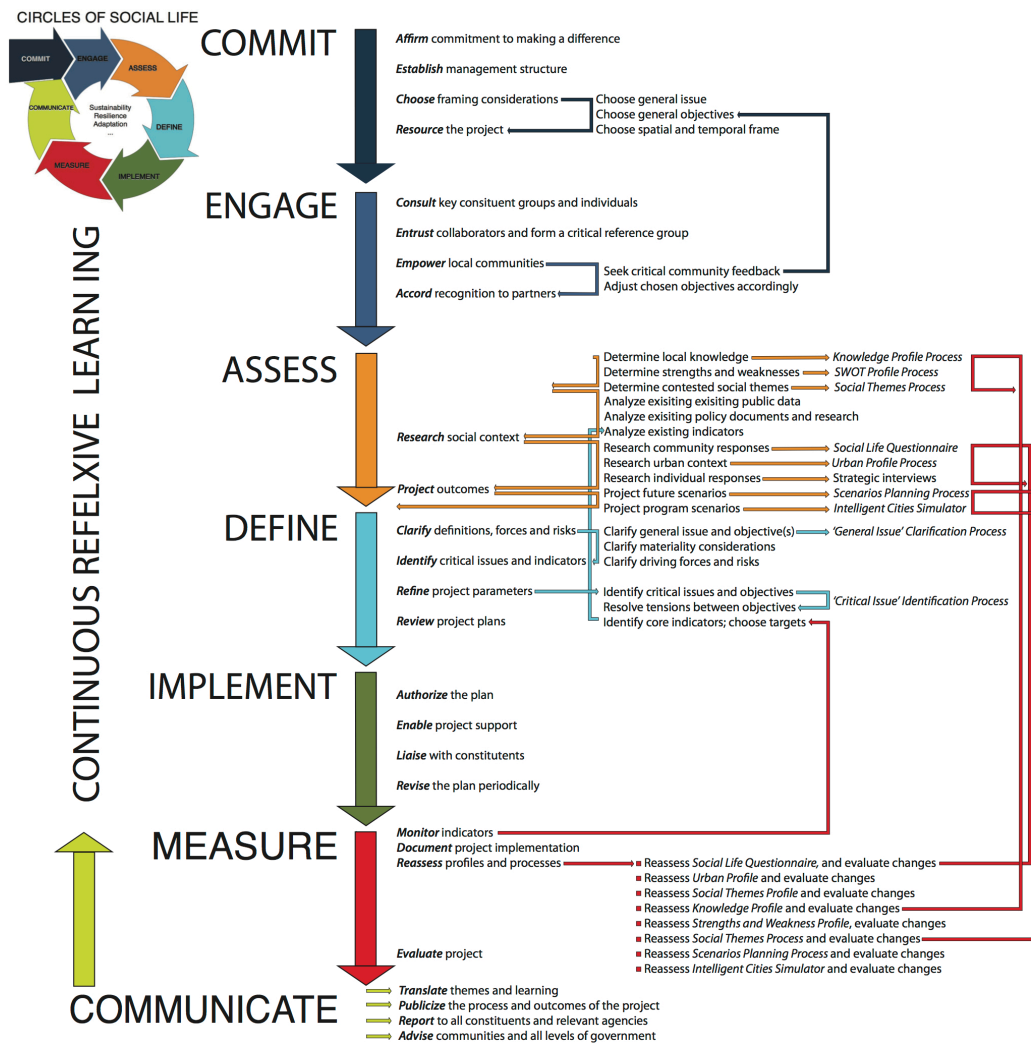 CIRCLES OF SOCIAL LIFE
COMMIT
ENGAGE
ASSESS
DEFINE
IMPLEMENT
MEASURE
COMMUNICATE
Sustainability
Resilience
Adaptation
...
CONTINUOUS REFELXIVE LEARNING
COMMIT
Affirm commitment to making a difference
Establish management structure
Choose framing considerations
Resource the project
Choose general issue
Choose general objectives
Choose spatial and temporal frame
ENGAGE
Consult key consituent groups and individuals
Entrust collaborators and form a critical reference group
Empower local communities
Accord recognition to partners
Seek critical community feedback
Adjust chosen objectives accordingly
ASSESS
Research social context
Project outcomes
Determine local knowledge
Knowledge Profile Process
Determine strengths and weaknesses
SWOT Profile Process
Determine contested social themes
Social Themes Process
Analyze exisiting exisiting public data
Analyze exisiting policy documents and research
Analyze existing indicators
Research community responses
Social Life Questionnaire
Research urban context
Urban Profile Process
Research individual responses
Strategic interviews
Project future scenarios
Scenarios Planning Process
Project program scenarios
Intelligent Cities Simulator
DEFINE
Clarify definitions, forces and risks
Identify critical issues and indicators
Refine project parameters
Review project plans
Clarify general issue and objective(s)
'General Issue' Clarification Process
Clarify materiality considerations
Clarify driving forces and risks
Identify critical issues and objectives
Resolve tensions between objectives
'Critical Issue' Identification Process
Identify core indicators; choose targets
IMPLEMENT
Authorize the plan
Enable project support
Liaise with constitutents
Revise the plan periodically
MEASURE
Monitor indicators
Document project implementation
Reassess profiles and processes
Evaluate project
Reassess Social Life Questionnaire, and evaluate changes
Reassess Urban Profile and evaluate changes
Reassess Social Themes Profile and evaluate changes
Reassess Knowledge Profile and evaluate changes
Reassess Strengths and Weakness Profile, evaluate changes
Reassess Social Themes Process and evaluate changes
Reassess Scenarios Planning Process and evaluate changes
Reassess Intelligent Cities Simulator and evaluate changes
COMMUNICATE
Translate themes and learning
Publicize the process and outcomes of the project
Report to all constituents and relevant agencies
Advise communities and all levels of government